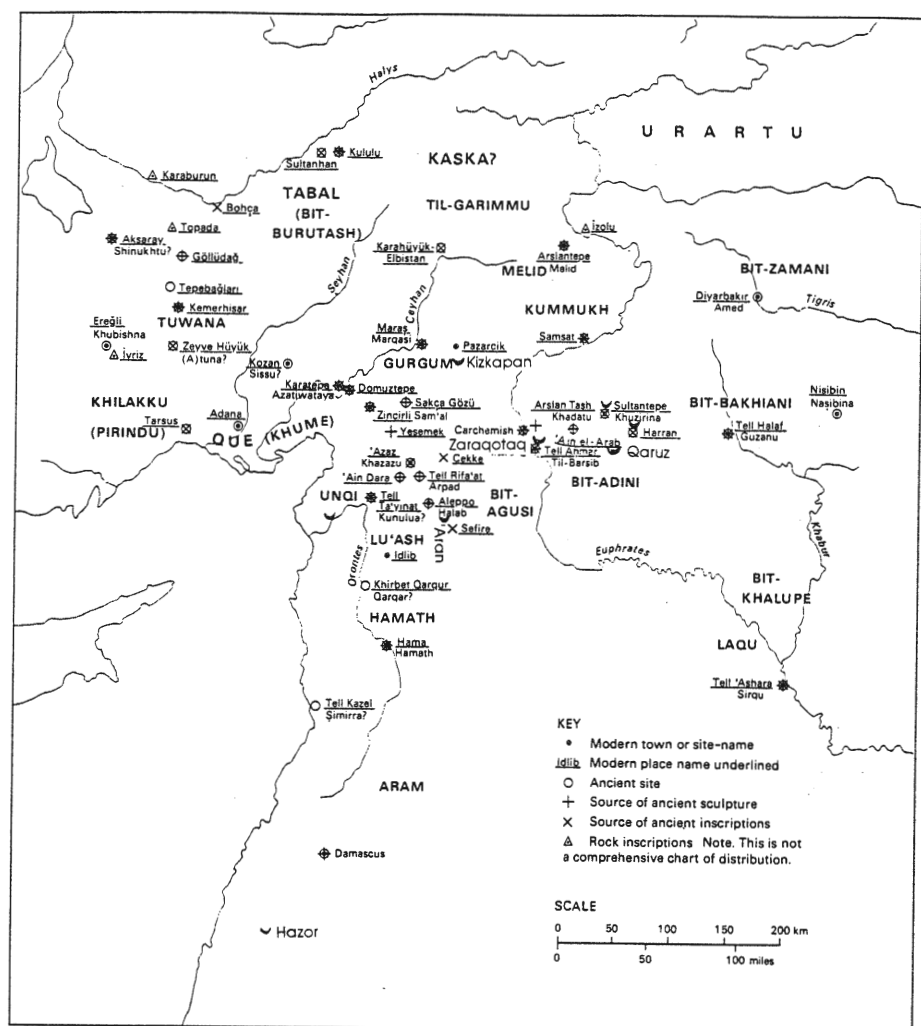 Halys
URARTU
Sultanhan
Kululu
KASKA?
Karaburun
TABAL
(BIT-
BURUTASH)
Bohça
TIL-GARIMMU
Topada
Aksaray
Shinukhtu?
Göllüdağ
Karahüyük-
Elbistan
İzolu
Arslantepe
Malid
MELID
BIT-ZAMANI
Seyhan
Tepebağları
Ceyhan
Kemerhisar
TUWANA
KUMMUKH
Diyarbakır
Amed
Tigris
Ereğli
Khubishna
İvriz
Zeyve Hüyük
(A)tuna?
Maraş
Marqasi
Pazarcik
Samsat
GURGUM
Kizkapan
Kozan
Sissu?
Karatepe
Azatiwataya
Domuztepe
Sakça Gözü
Zincirli Sam'al
Arslan Tash
Khadatu
Sultantepe
Khuzirina
BIT-BAKHIANI
Nisibin
Naṣibina
KHILAKKU
(PIRINDU)
Tarsus
Adana
QUE (KHUME)
Yesemek
Carchemish
Zaraqotaq
'Ain el-Arab
Harran
Tell Halaf
Guzanu
'Azaz
Khazazu
Cekke
Tell Ahmar
Til-Barsib
Qaruz
'Ain Dara
Tell Rifa'at
Arpad
BIT-ADINI
UNQI
Tell
Ta'yinat
Kunulua?
Aleppo
Halab
BIT-
AGUSI
Aran
Sefire
LU'ASH
Idlib
Orontes
Euphrates
Khabur
Khirbet Qarqur
Qarqar?
BIT-
KHALUPE
HAMATH
Hama
Hamath
LAQU
Tell 'Ashara
Sirqu
Tell Kazel
Ṣimirra?
ARAM
Damascus
Hazor
KEY
Modern town or site-name
Idlib Modern place name underlined
Ancient site
Source of ancient sculpture
Source of ancient inscriptions
Rock inscriptions Note. This is not
a comprehensive chart of distribution.
SCALE
0 50 100 150 200 km
0 100 miles